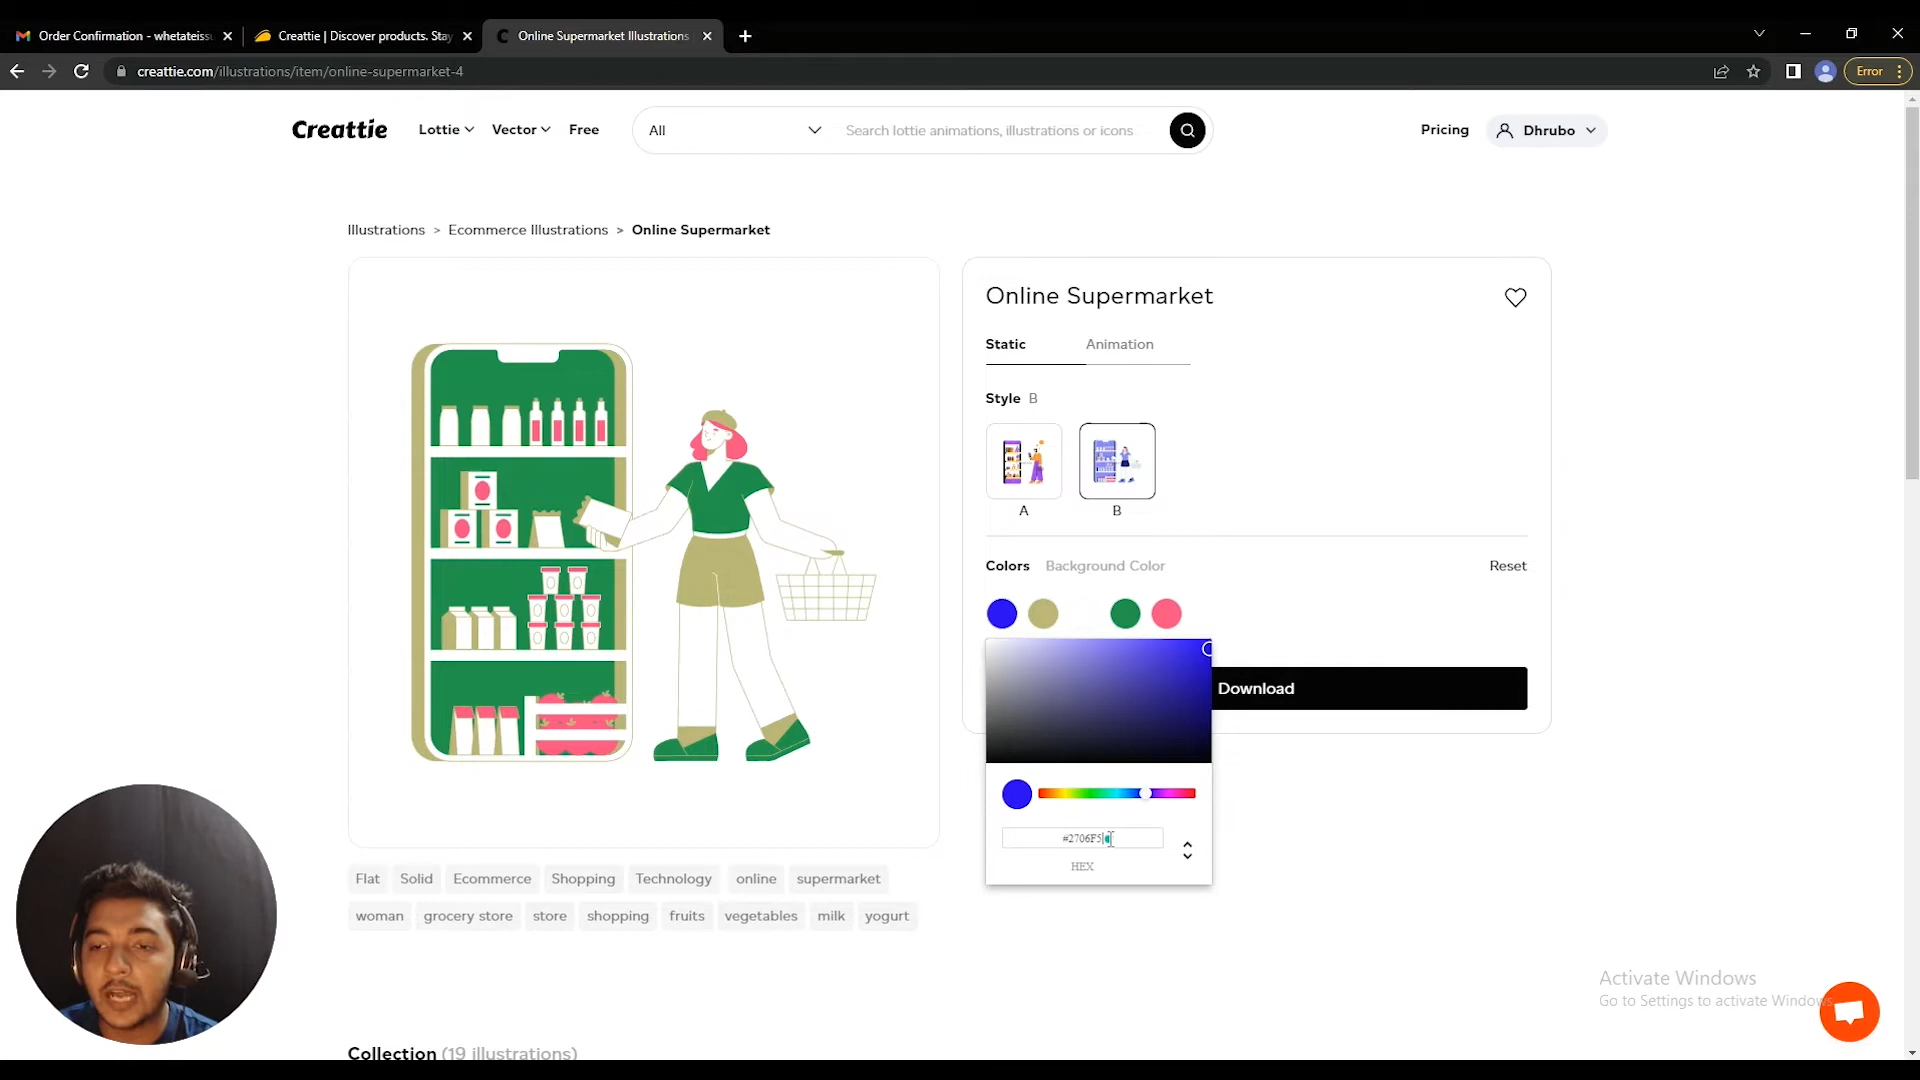 Order Confirmation - whetateissu
Creattie | Discover products. Stay
Online Supermarket Illustrations
creattie.com/illustrations/item/online-supermarket-4
Error
Creattie
Lottie
Vector
Free
All
Search lottie animations, illustrations or icons
Pricing
Dhrubo
Illustrations > Ecommerce Illustrations > Online Supermarket
Online Supermarket
Static
Animation
Style B
A
B
Colors
Background Color
Reset
Download
#2706F5
HEX
Flat
Solid
Ecommerce
Shopping
Technology
online
supermarket
woman
grocery store
store
shopping
fruits
vegetables
milk
yogurt
Activate Windows
Go to Settings to activate Windows
Collection (19 illustrations)